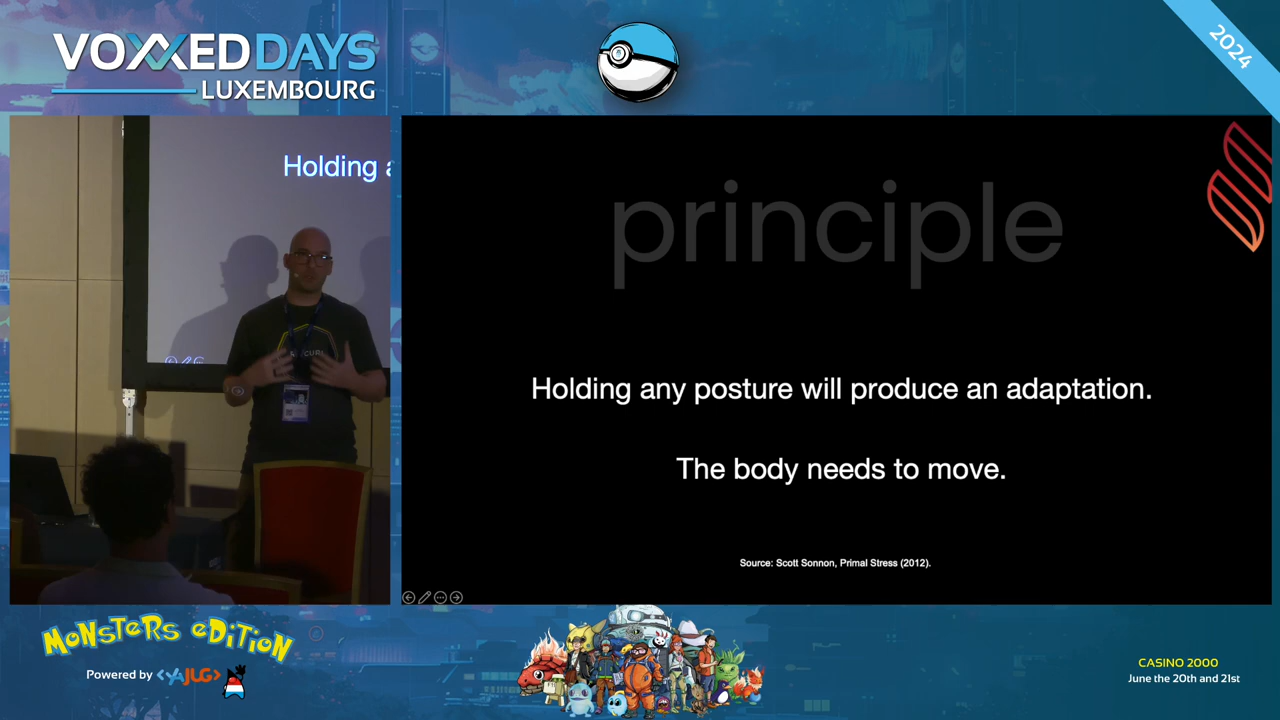 VOXXEDDAYS
LUXEMBOURG
2024
Holding a
principle
Holding any posture will produce an adaptation.
The body needs to move.
Source: Scott Sonnon, Primal Stress (2012).
MONSTERS EDITION
Powered by <YAJUG>
CASINO 2000
June the 20th and 21st